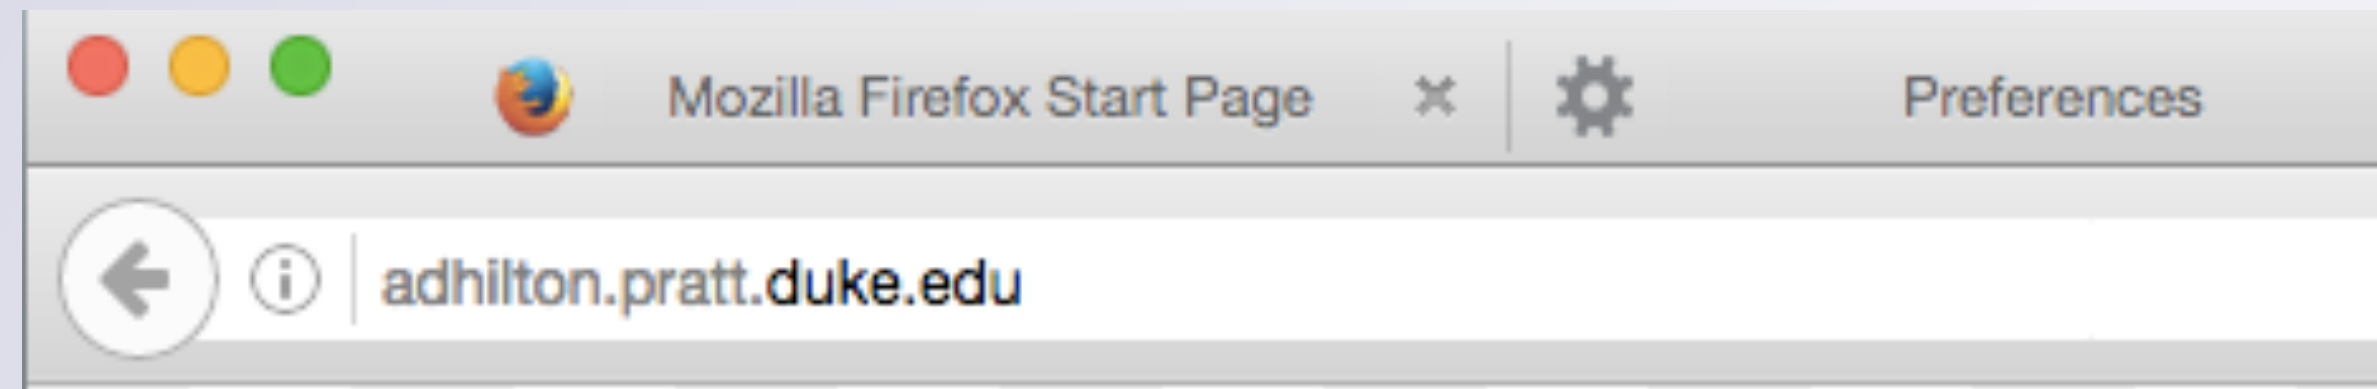 Mozilla Firefox Start Page
Preferences
adhilton.pratt.duke.edu